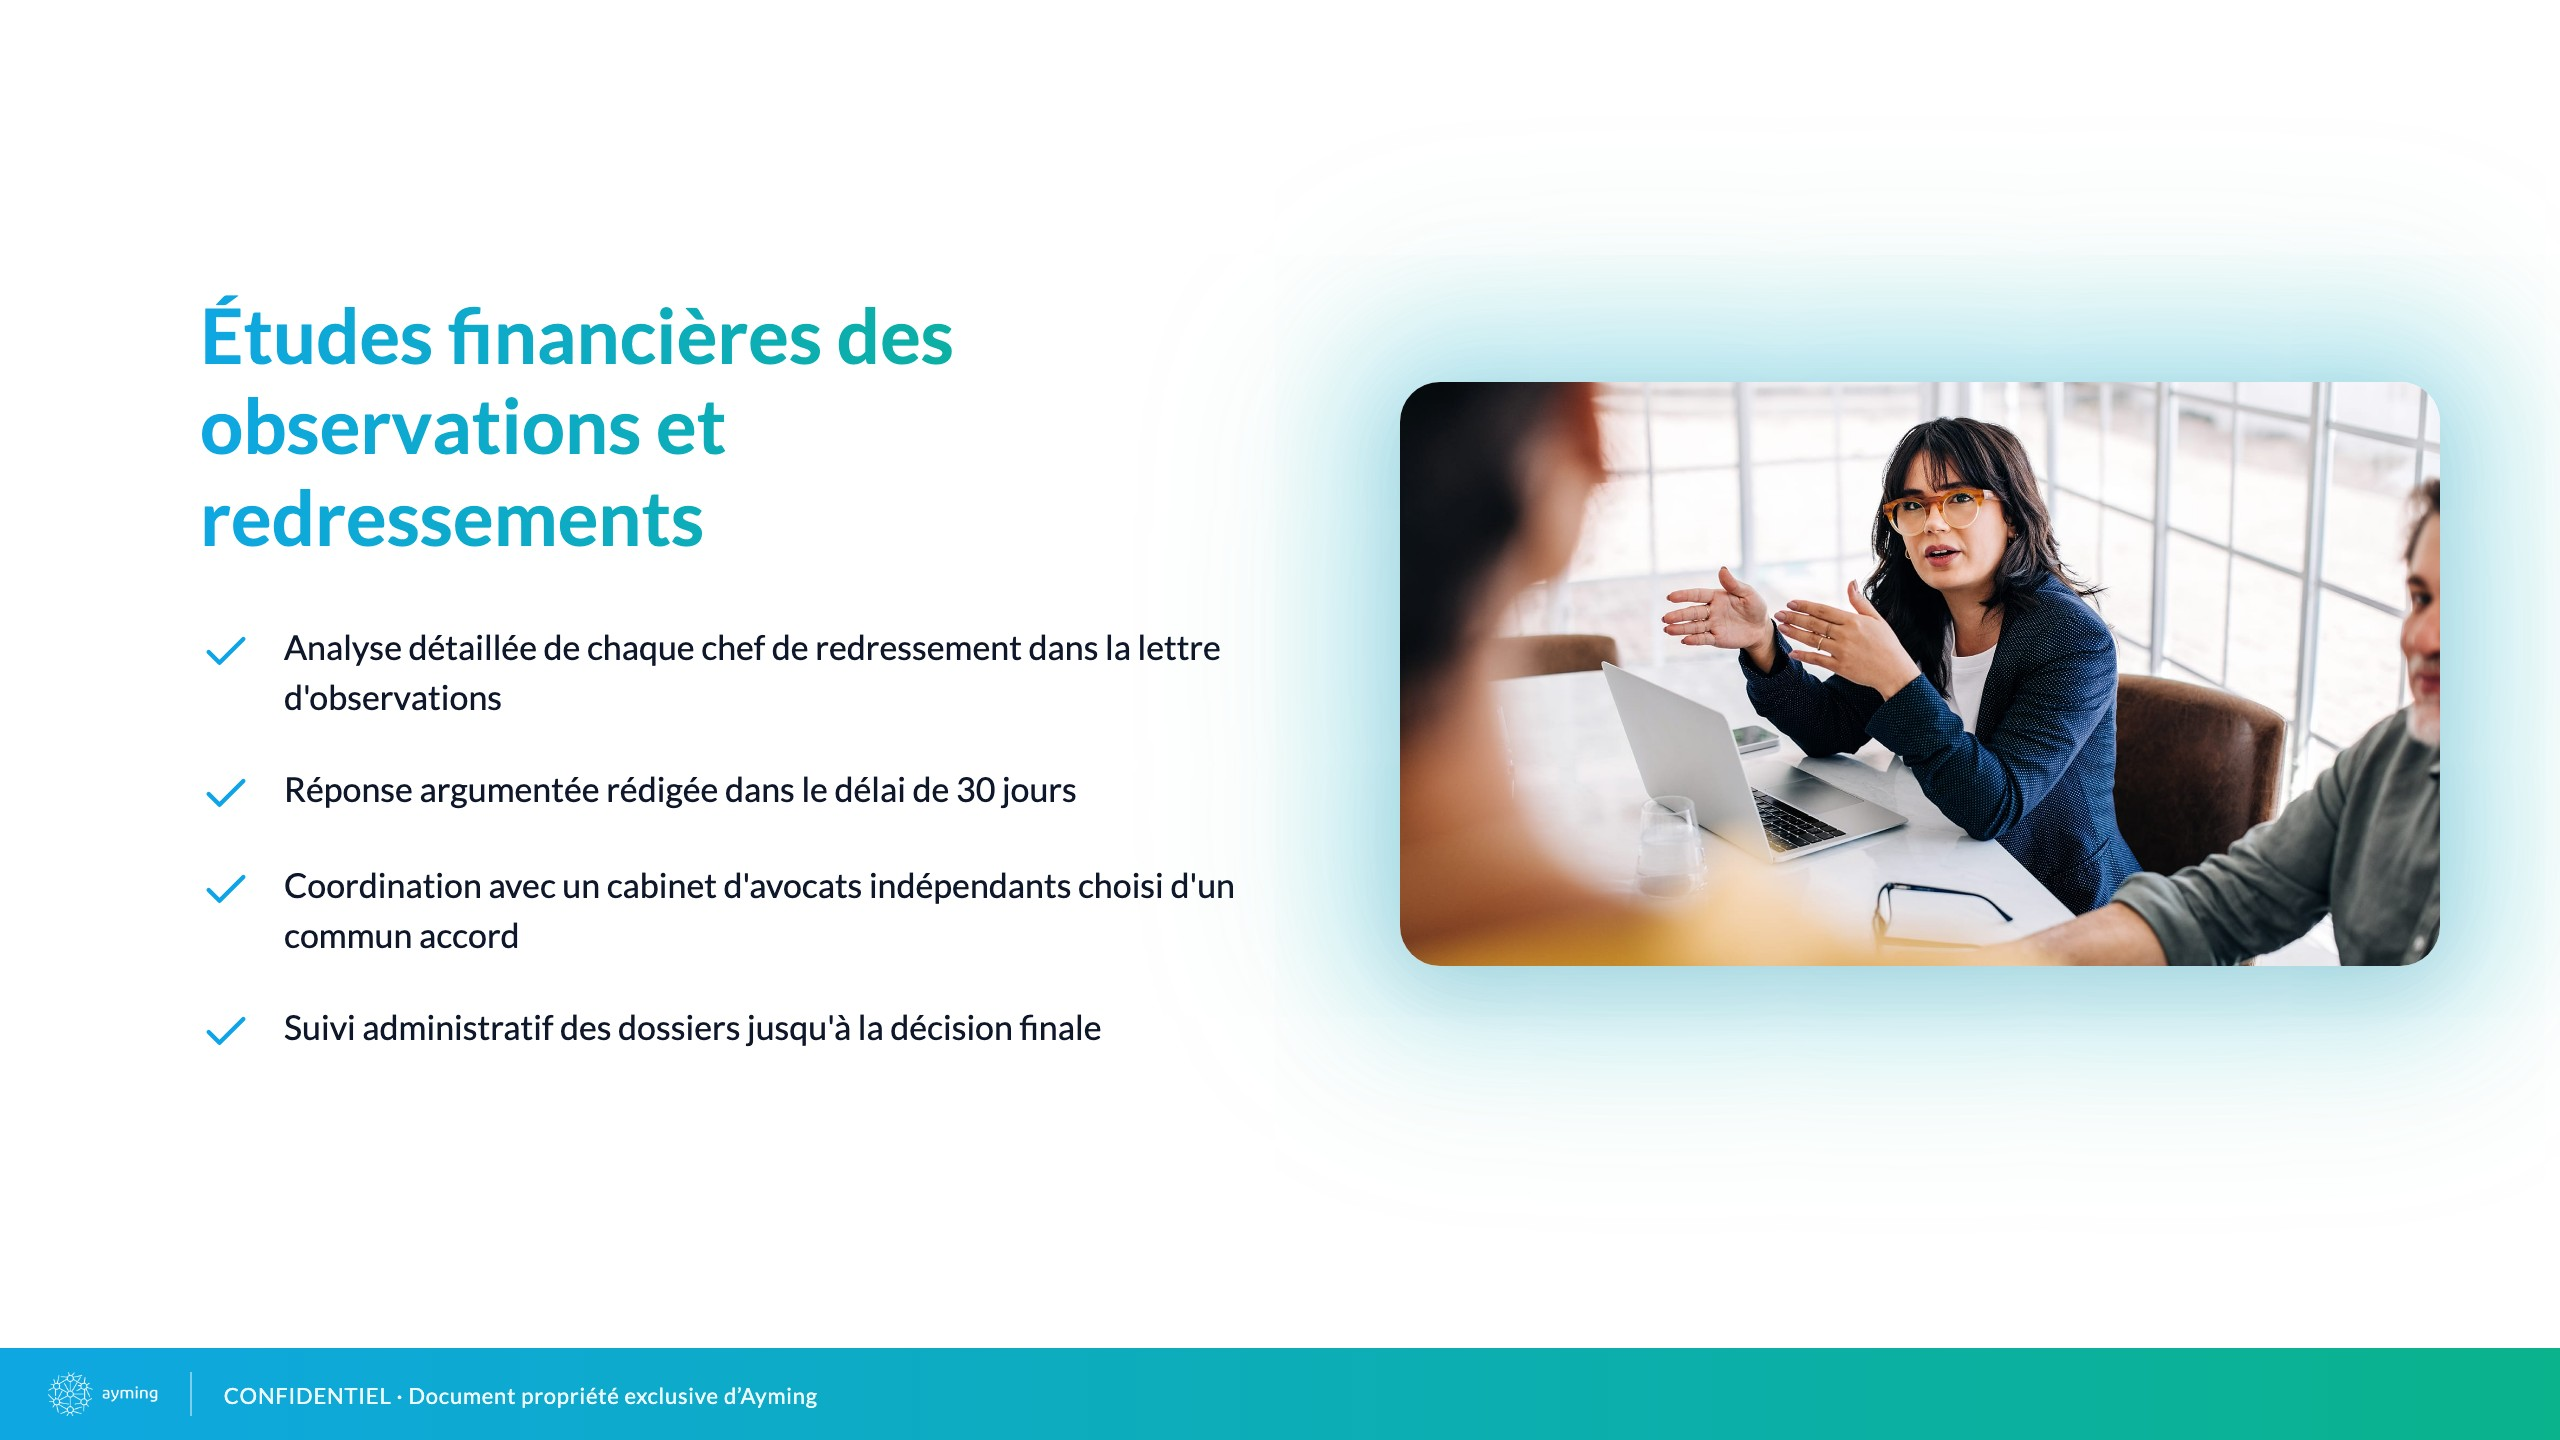 Études financières des
observations et
redressements
Analyse détaillée de chaque chef de redressement dans la lettre
d'observations
Réponse argumentée rédigée dans le délai de 30 jours
Coordination avec un cabinet d'avocats indépendants choisi d'un
commun accord
Suivi administratif des dossiers jusqu'à la décision finale
ayming
CONFIDENTIEL · Document propriété exclusive d’Ayming